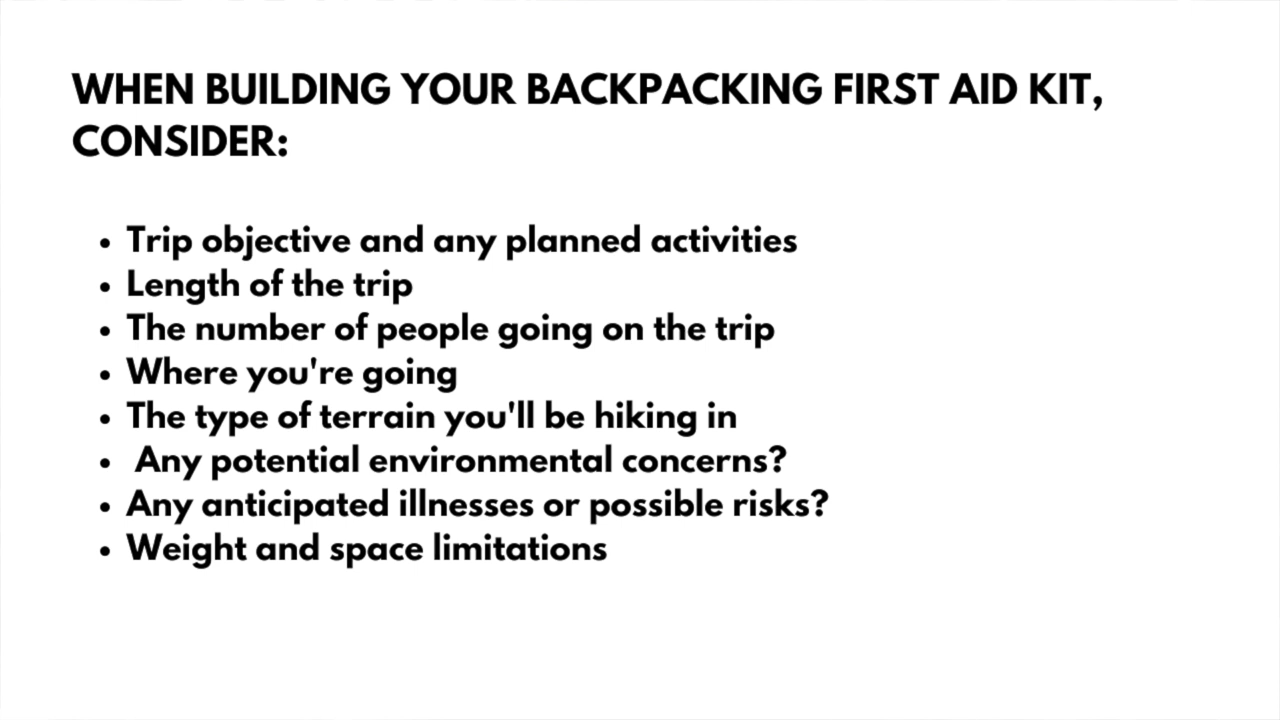 WHEN BUILDING YOUR BACKPACKING FIRST AID KIT,
CONSIDER:
• Trip objective and any planned activities
• Length of the trip
• The number of people going on the trip
• Where you're going
• The type of terrain you'll be hiking in
• Any potential environmental concerns?
• Any anticipated illnesses or possible risks?
• Weight and space limitations